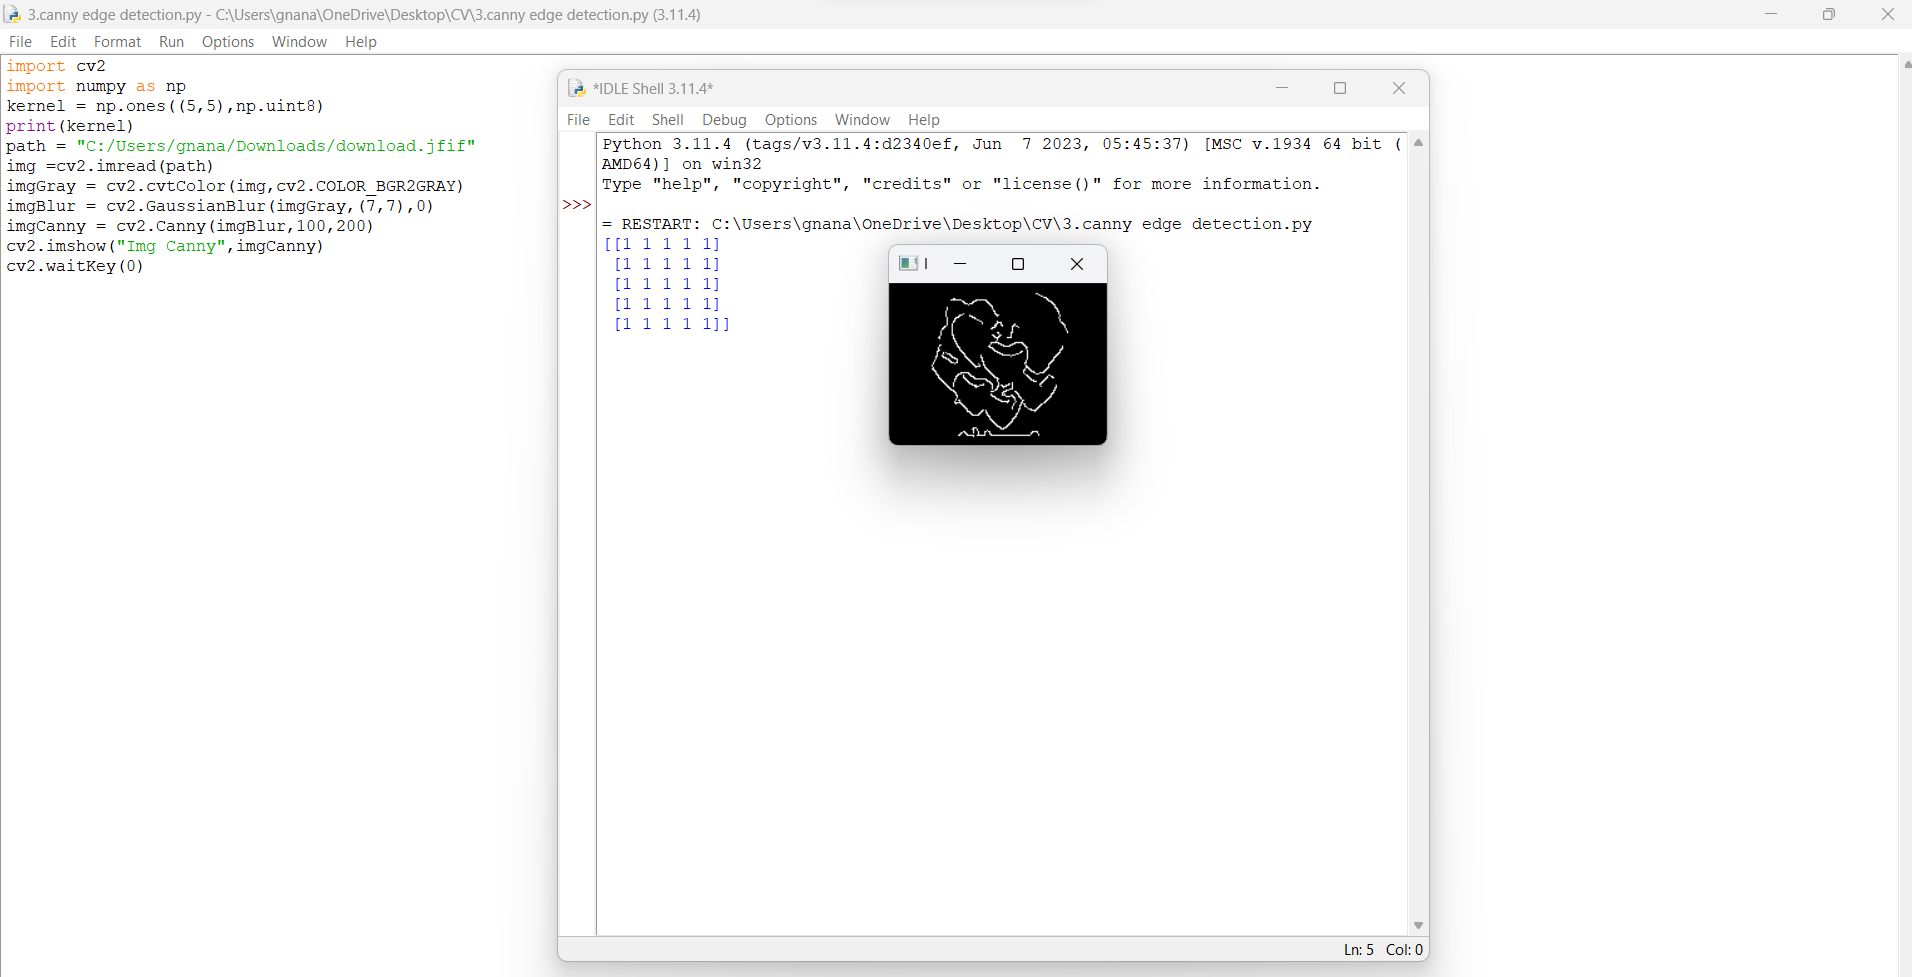 3.canny edge detection.py - C:\Users\gnana\OneDrive\Desktop\CV\3.canny edge detection.py (3.11.4)
File Edit Format Run Options Window Help
import cv2
import numpy as np
kernel = np.ones((5,5),np.uint8)
print(kernel)
path = "C:/Users/gnana/Downloads/download.jfif"
img =cv2.imread(path)
imgGray = cv2.cvtColor(img,cv2.COLOR_BGR2GRAY)
imgBlur = cv2.GaussianBlur(imgGray,(7,7),0)
imgCanny = cv2.Canny(imgBlur,100,200)
cv2.imshow("Img Canny",imgCanny)
cv2.waitKey(0)
*IDLE Shell 3.11.4*
File Edit Shell Debug Options Window Help
Python 3.11.4 (tags/v3.11.4:d2340ef, Jun  7 2023, 05:45:37) [MSC v.1934 64 bit (
AMD64)] on win32
Type "help", "copyright", "credits" or "license()" for more information.
>>>
= RESTART: C:\Users\gnana\OneDrive\Desktop\CV\3.canny edge detection.py
[[1 1 1 1 1]
 [1 1 1 1 1]
 [1 1 1 1 1]
 [1 1 1 1 1]
 [1 1 1 1 1]]
I
Ln: 5 Col: 0